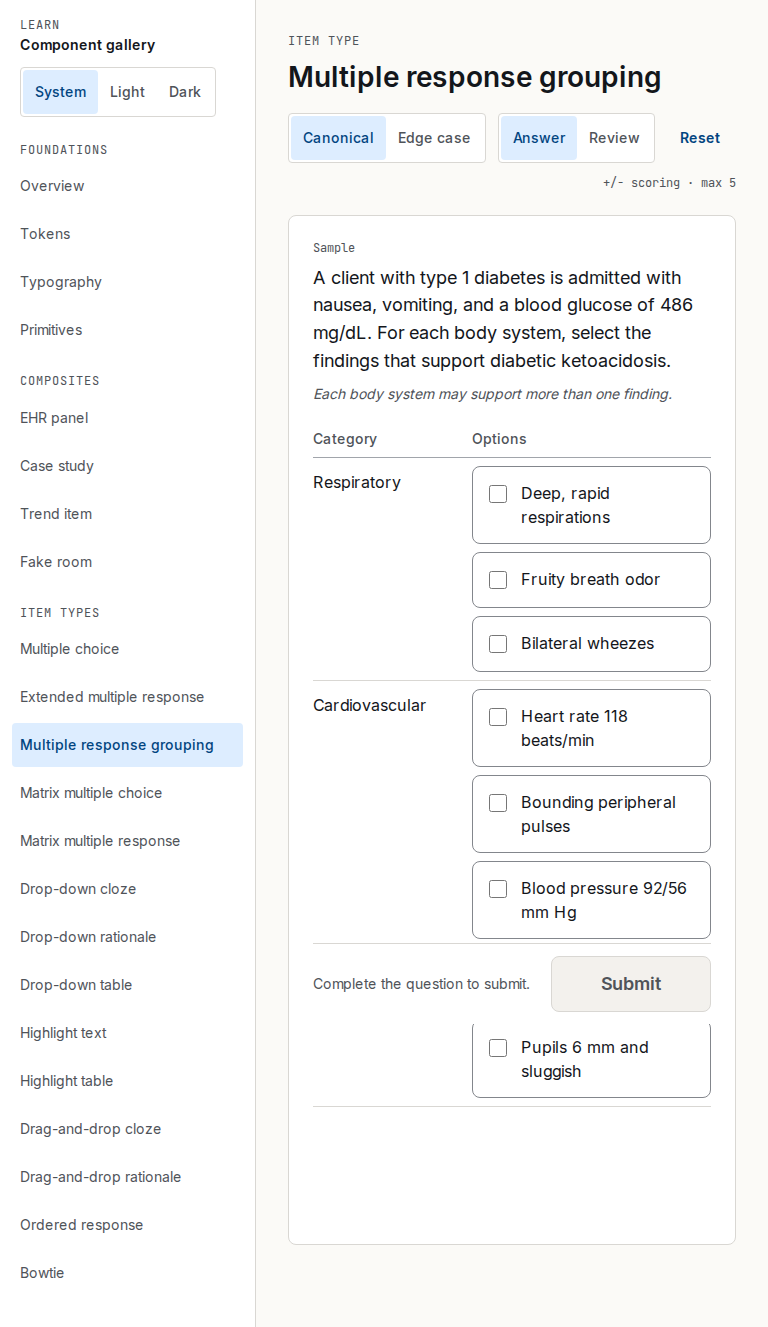 LEARN
Component gallery
System
Light
Dark
FOUNDATIONS
Overview
Tokens
Typography
Primitives
COMPOSITES
EHR panel
Case study
Trend item
Fake room
ITEM TYPES
Multiple choice
Extended multiple response
Multiple response grouping
Matrix multiple choice
Matrix multiple response
Drop-down cloze
Drop-down rationale
Drop-down table
Highlight text
Highlight table
Drag-and-drop cloze
Drag-and-drop rationale
Ordered response
Bowtie
ITEM TYPE
Multiple response grouping
Canonical
Edge case
Answer
Review
Reset
+/- scoring · max 5
Sample
A client with type 1 diabetes is admitted with
nausea, vomiting, and a blood glucose of 486
mg/dL. For each body system, select the
findings that support diabetic ketoacidosis.
Each body system may support more than one finding.
Category
Options
Respiratory
Deep, rapid
respirations
Fruity breath odor
Bilateral wheezes
Cardiovascular
Heart rate 118
beats/min
Bounding peripheral
pulses
Blood pressure 92/56
mm Hg
Complete the question to submit.
Submit
Pupils 6 mm and
sluggish